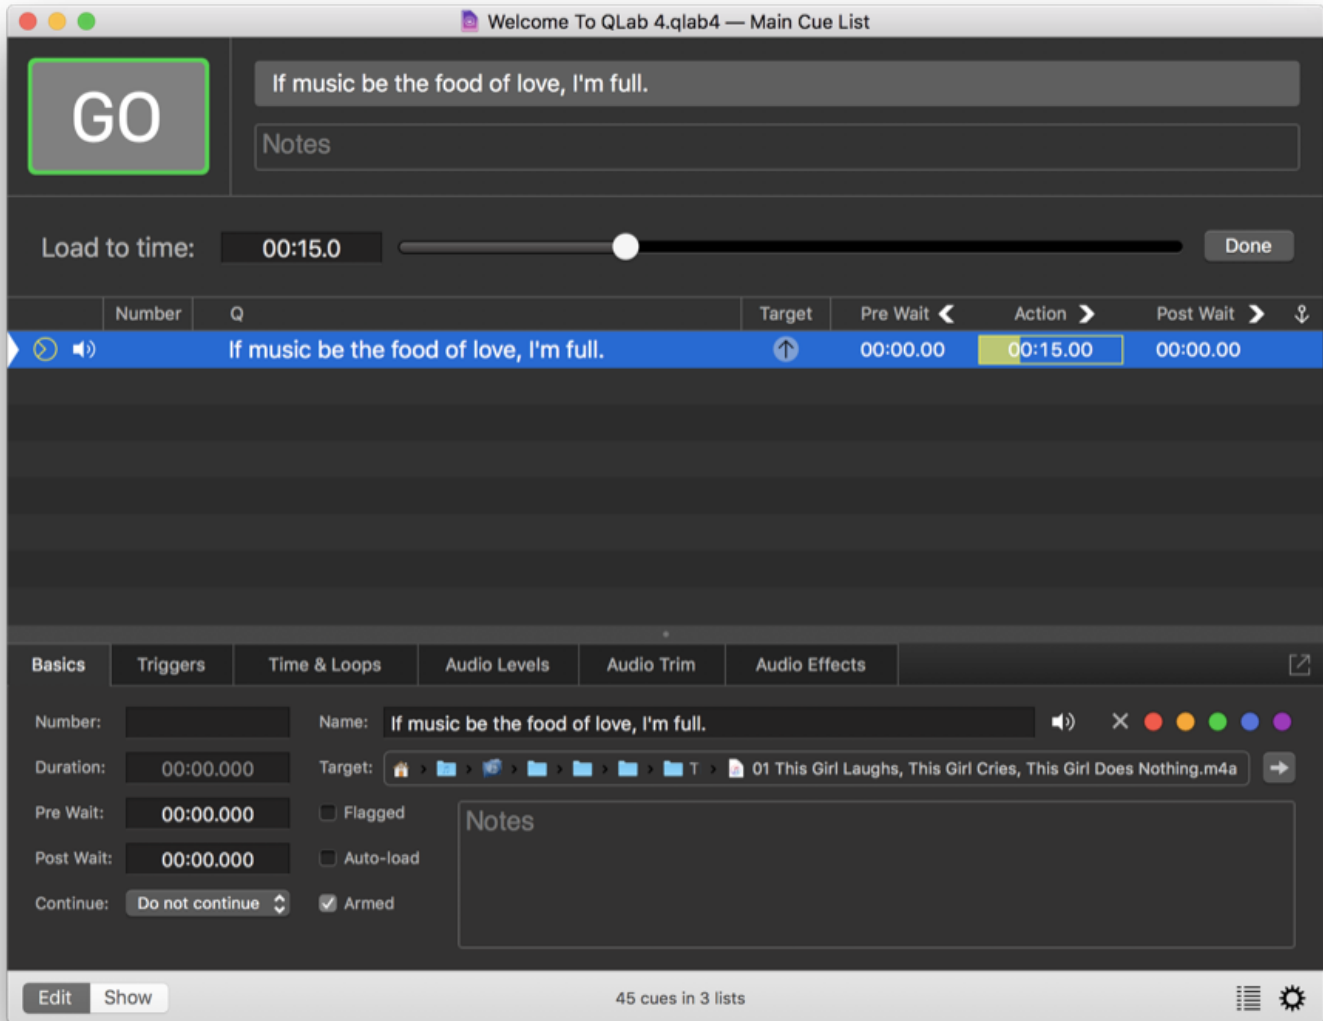 Welcome To QLab 4.qlab4 — Main Cue List
GO
If music be the food of love, I'm full.
Notes
Load to time: 00:15.0 Done
Number Q Target Pre Wait Action Post Wait
If music be the food of love, I'm full. 00:00.00 00:15.00 00:00.00
Basics Triggers Time & Loops Audio Levels Audio Trim Audio Effects
Number: Name: If music be the food of love, I'm full.
Duration: 00:00.000 Target: T 01 This Girl Laughs, This Girl Cries, This Girl Does Nothing.m4a
Pre Wait: 00:00.000 Flagged Notes
Post Wait: 00:00.000 Auto-load
Continue: Do not continue Armed
Edit Show 45 cues in 3 lists